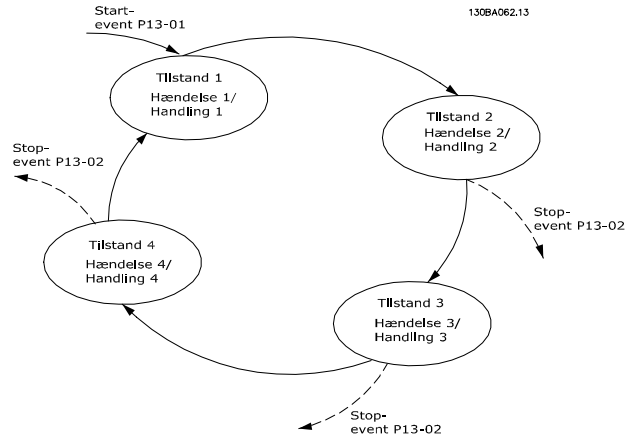 Start-
event P13-01
130BA062.13
Tilstand 1
Hændelse 1/
Handling 1
Tilstand 2
Hændelse 2/
Handling 2
Stop-
event P13-02
Stop-
event P13-02
Tilstand 4
Hændelse 4/
Handling 4
Tilstand 3
Hændelse 3/
Handling 3
Stop-
event P13-02